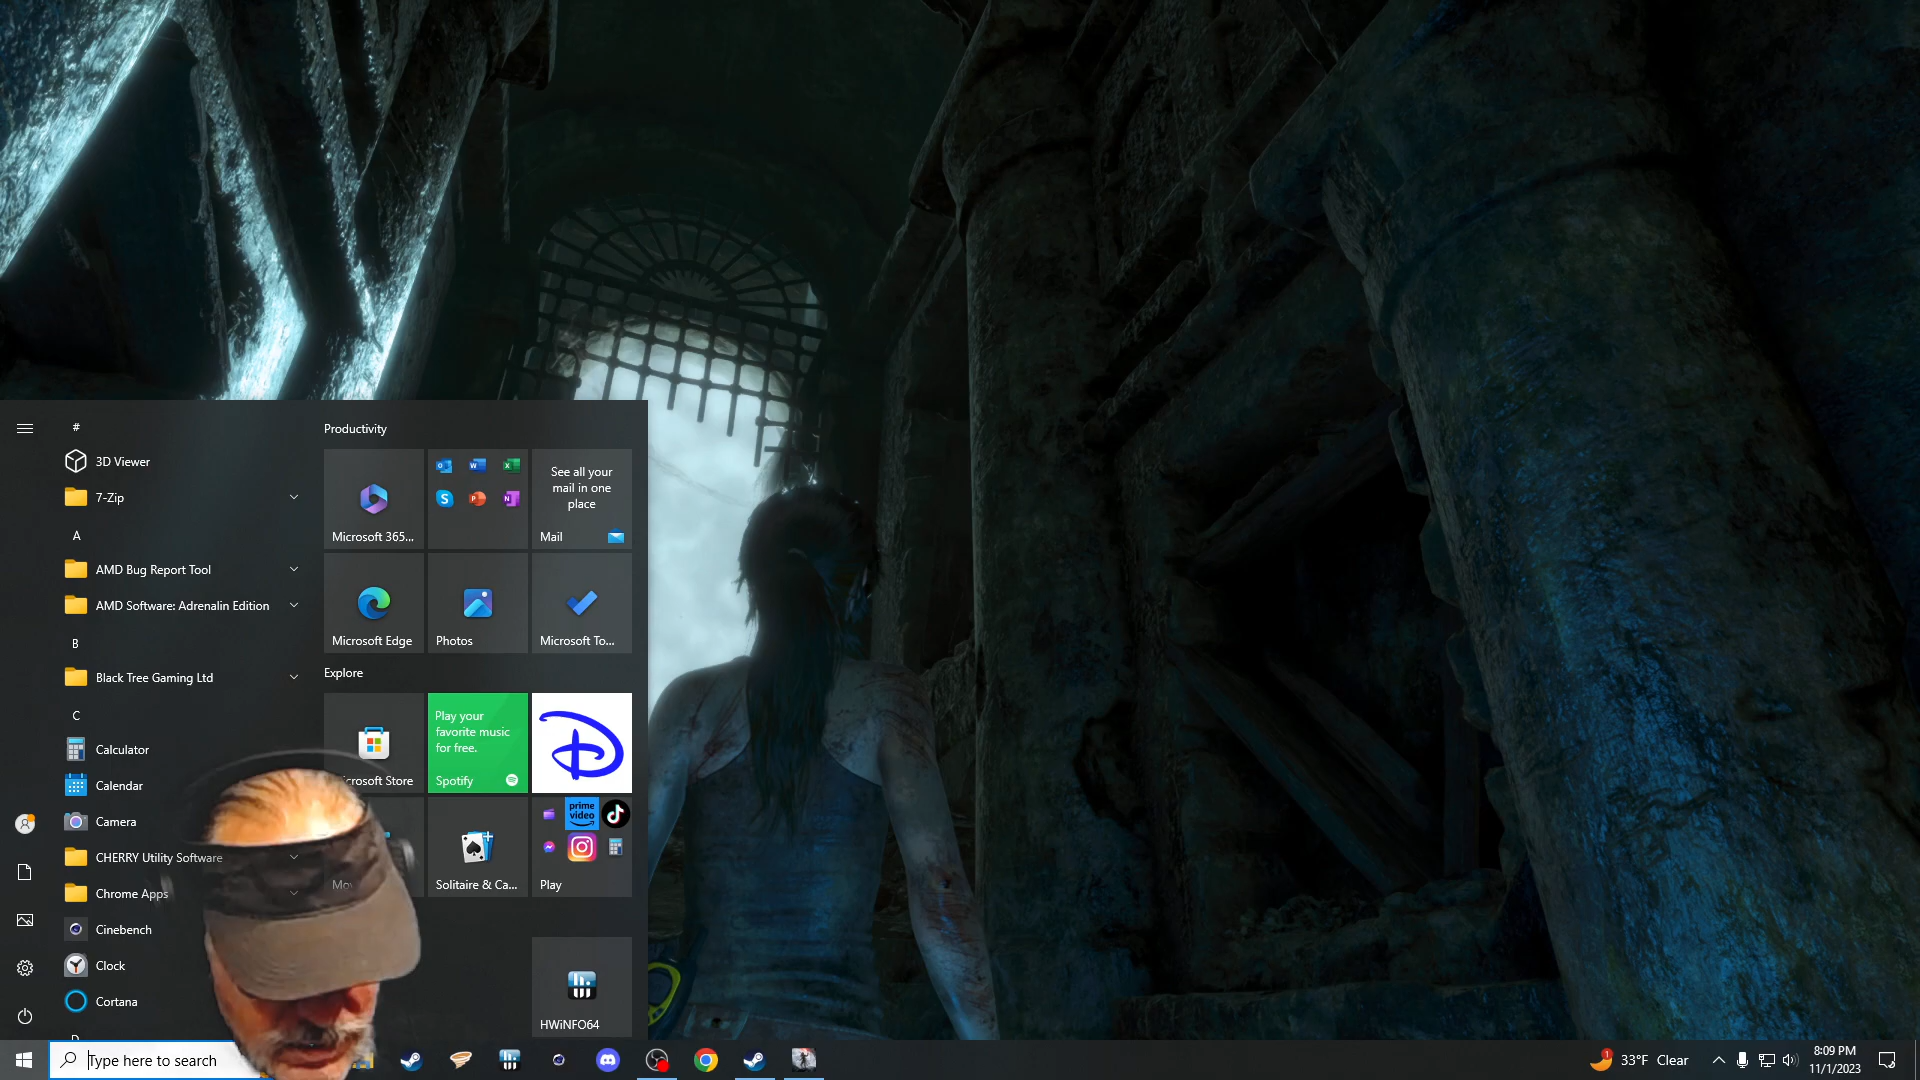 #
3D Viewer
7-Zip
A
AMD Bug Report Tool
AMD Software: Adrenalin Edition
B
Black Tree Gaming Ltd
C
Calculator
Calendar
Camera
CHERRY Utility Software
Chrome Apps
Cinebench
Clock
Cortana
Productivity
Microsoft 365...
See all your
mail in one
place
Mail
Microsoft Edge
Photos
Microsoft To...
Explore
crosoft Store
Play your
favorite music
for free.
Spotify
Solitaire & Ca...
prime
video
Play
HWiNFO64
Type here to search
1
33°F Clear
8:09 PM
11/1/2023